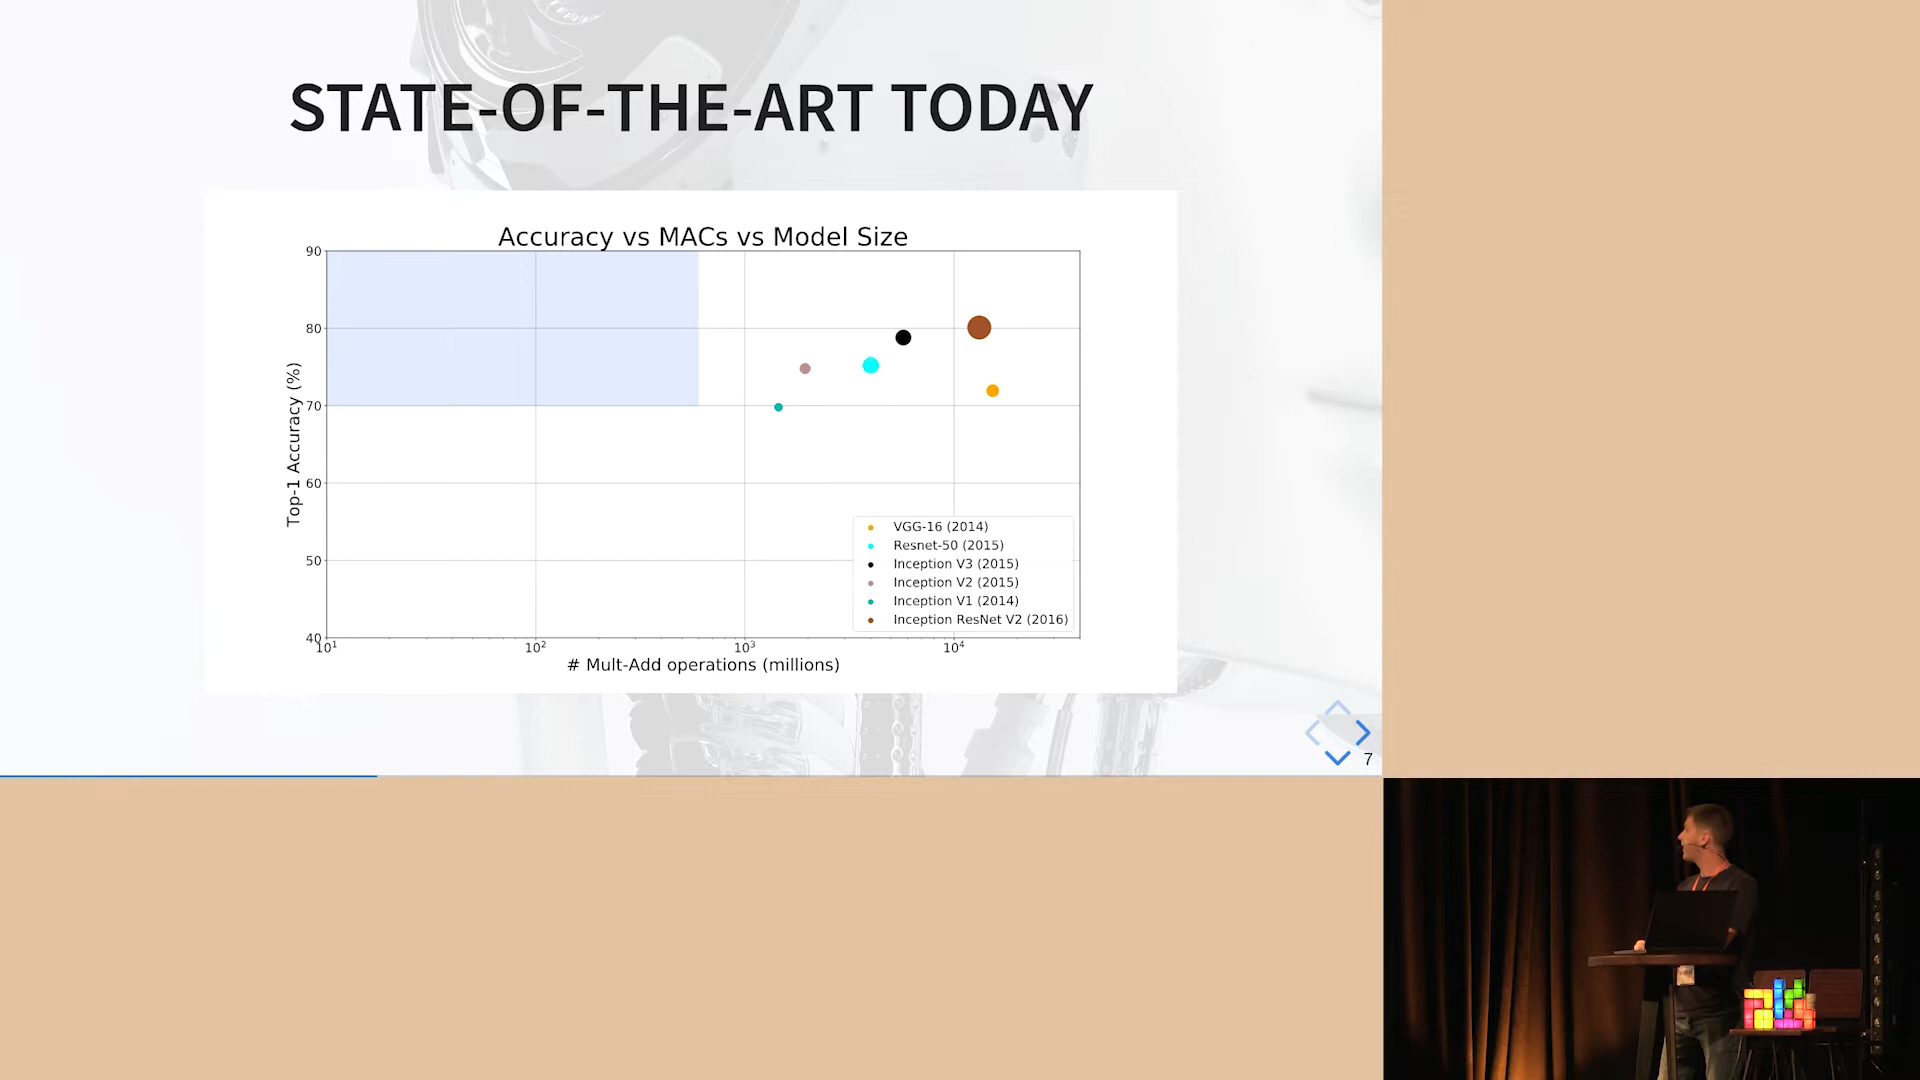 STATE-OF-THE-ART TODAY
Accuracy vs MACs vs Model Size
90
80
70
60
50
40
Top-1 Accuracy (%)
10¹
10²
10³
10⁴
# Mult-Add operations (millions)
VGG-16 (2014)
Resnet-50 (2015)
Inception V3 (2015)
Inception V2 (2015)
Inception V1 (2014)
Inception ResNet V2 (2016)
7